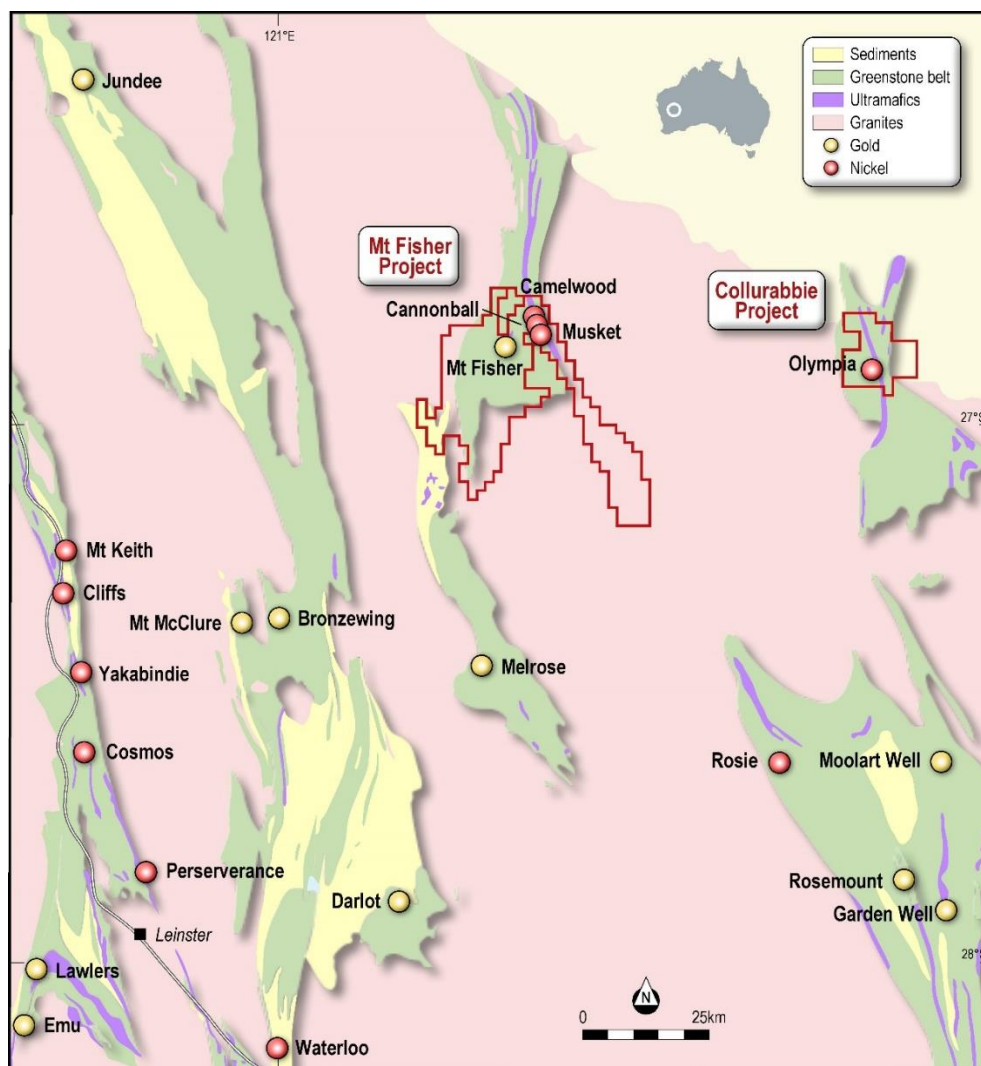 121°E
Jundee
Sediments
Greenstone belt
Ultramafics
Granites
Gold
Nickel
Mt Fisher
Project
Camelwood
Cannonball
Musket
Mt Fisher
Collurabbie
Project
Olympia
27°S
Mt Keith
Cliffs
Mt McClure
Bronzewing
Yakabindie
Melrose
Cosmos
Rosie
Moolart Well
Perserverance
Darlot
Rosemount
Garden Well
Leinster
Lawlers
28°S
N
0
25km
Emu
Waterloo